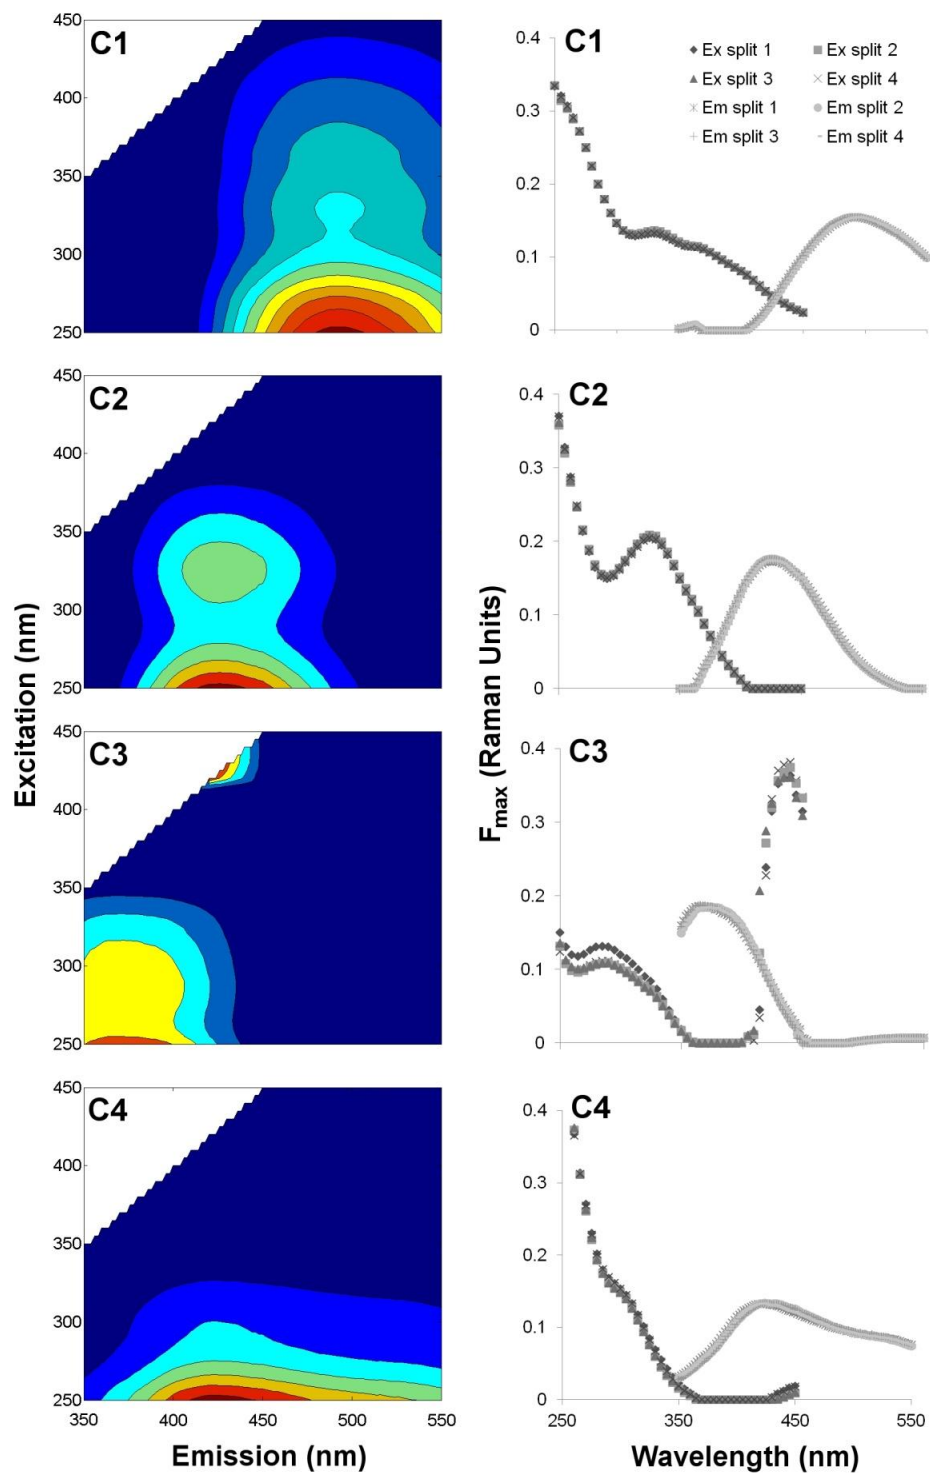 C1
450
400
350
300
250
C2
450
400
350
300
250
C3
450
400
350
300
250
C4
450
400
350
300
250
350 400 450 500 550
Excitation (nm)
Emission (nm)
C1
Ex split 1 Ex split 2
Ex split 3 Ex split 4
Em split 1 Em split 2
Em split 3 Em split 4
0.4
0.3
0.2
0.1
0
C2
0.4
0.3
0.2
0.1
0
C3
0.4
0.3
0.2
0.1
0
C4
0.4
0.3
0.2
0.1
0
250 350 450 550
Fmax (Raman Units)
Wavelength (nm)